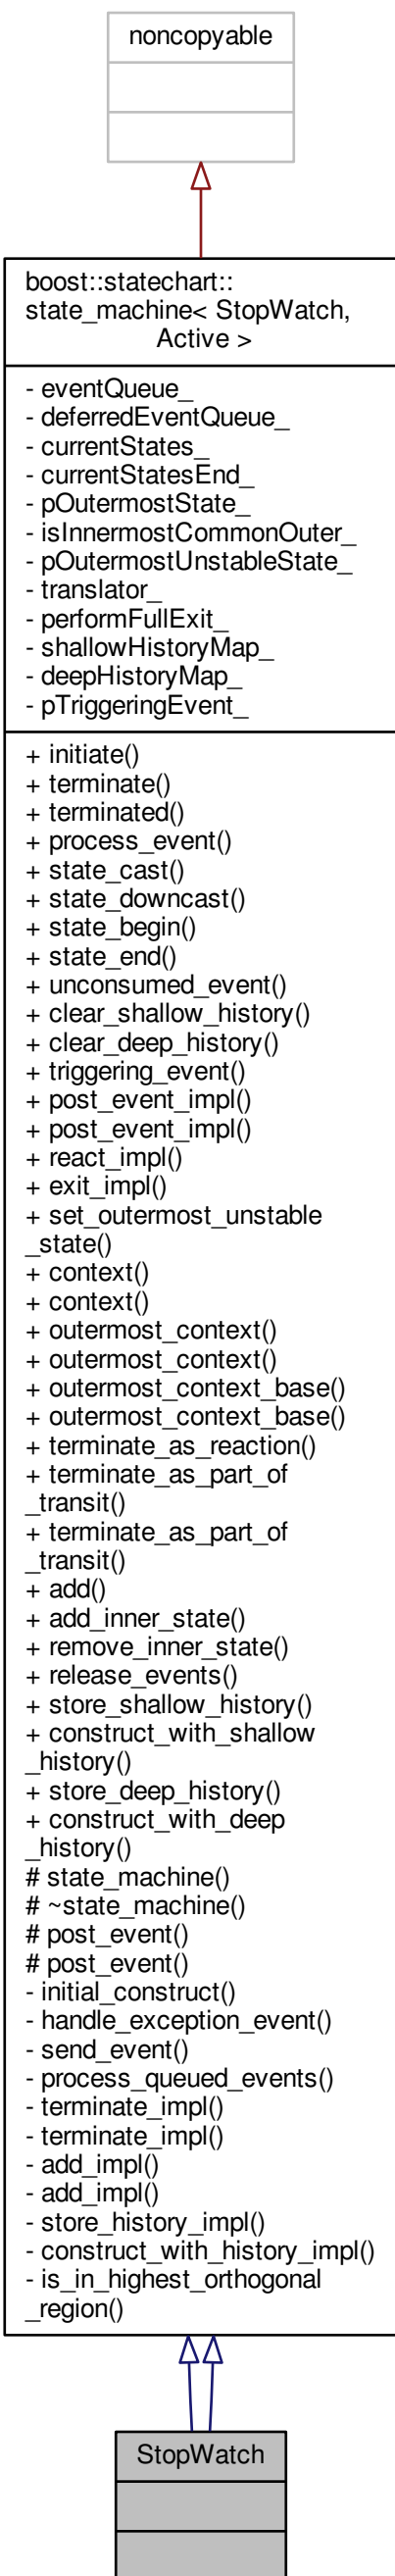 noncopyable
boost::statechart::
state_machine< StopWatch,
Active >
- eventQueue_
- deferredEventQueue_
- currentStates_
- currentStatesEnd_
- pOutermostState_
- isInnermostCommonOuter_
- pOutermostUnstableState_
- translator_
- performFullExit_
- shallowHistoryMap_
- deepHistoryMap_
- pTriggeringEvent_
+ initiate()
+ terminate()
+ terminated()
+ process_event()
+ state_cast()
+ state_downcast()
+ state_begin()
+ state_end()
+ unconsumed_event()
+ clear_shallow_history()
+ clear_deep_history()
+ triggering_event()
+ post_event_impl()
+ post_event_impl()
+ react_impl()
+ exit_impl()
+ set_outermost_unstable
_state()
+ context()
+ context()
+ outermost_context()
+ outermost_context()
+ outermost_context_base()
+ outermost_context_base()
+ terminate_as_reaction()
+ terminate_as_part_of
_transit()
+ terminate_as_part_of
_transit()
+ add()
+ add_inner_state()
+ remove_inner_state()
+ release_events()
+ store_shallow_history()
+ construct_with_shallow
_history()
+ store_deep_history()
+ construct_with_deep
_history()
# state_machine()
# ~state_machine()
# post_event()
# post_event()
- initial_construct()
- handle_exception_event()
- send_event()
- process_queued_events()
- terminate_impl()
- terminate_impl()
- add_impl()
- add_impl()
- store_history_impl()
- construct_with_history_impl()
- is_in_highest_orthogonal
_region()
StopWatch